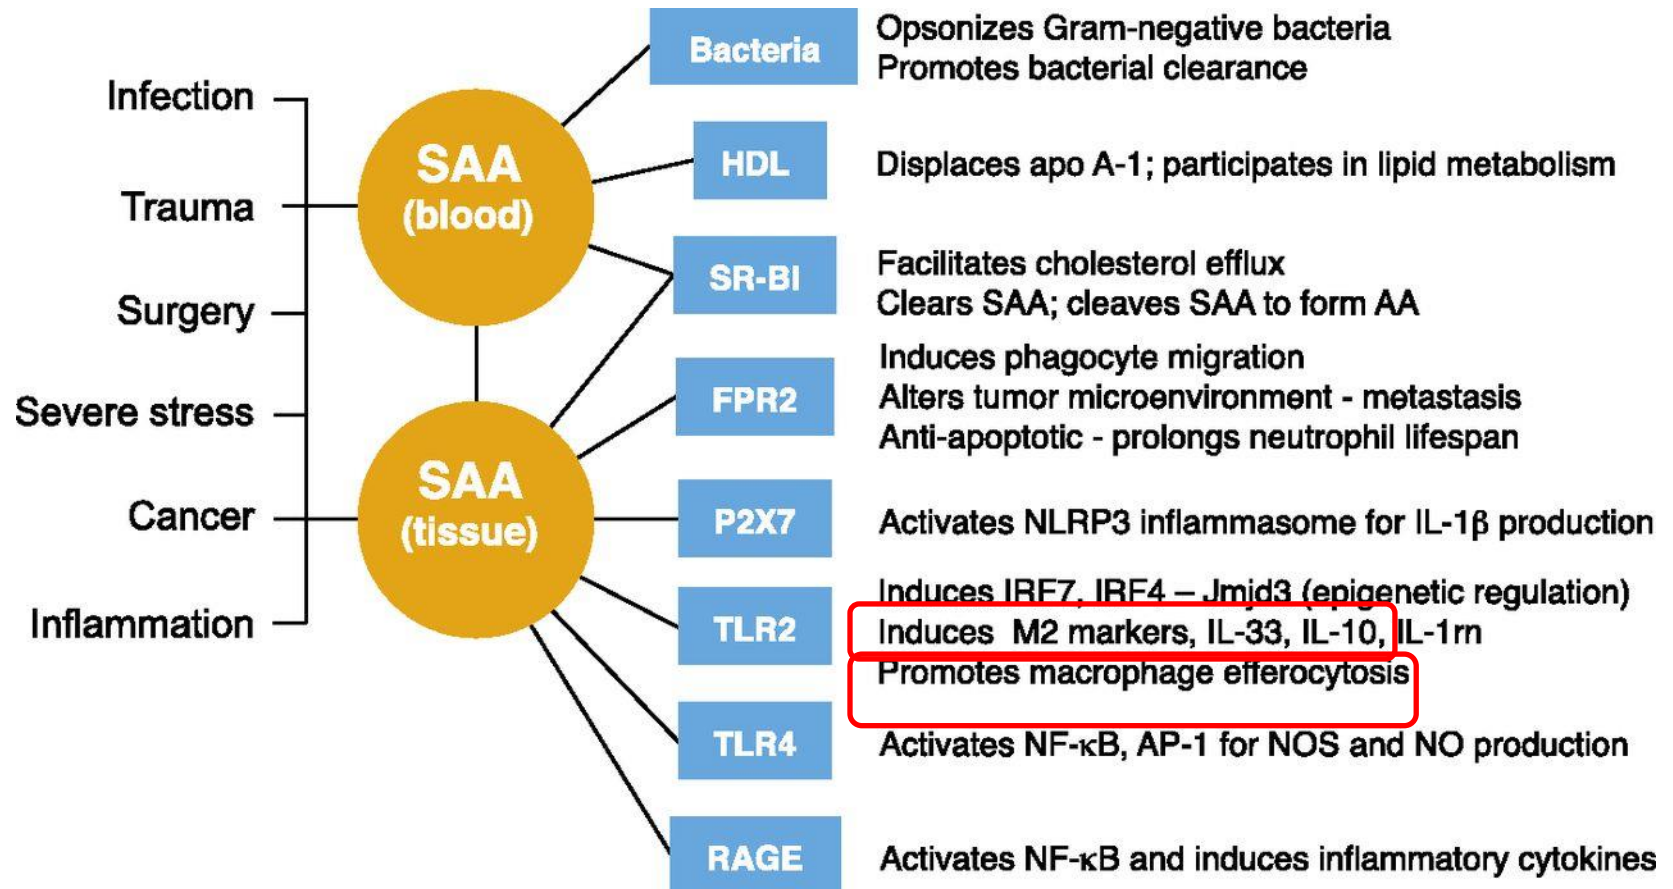 Infection
Trauma
Surgery
Severe stress
Cancer
Inflammation
SAA
(blood)
SAA
(tissue)
Bacteria
Opsonizes Gram-negative bacteria
Promotes bacterial clearance
HDL
Displaces apo A-1; participates in lipid metabolism
SR-BI
Facilitates cholesterol efflux
Clears SAA; cleaves SAA to form AA
FPR2
Induces phagocyte migration
Alters tumor microenvironment - metastasis
Anti-apoptotic - prolongs neutrophil lifespan
P2X7
Activates NLRP3 inflammasome for IL-1β production
TLR2
Induces IRF7, IRF4 – Jmjd3 (epigenetic regulation)
Induces M2 markers, IL-33, IL-10, IL-1rn
Promotes macrophage efferocytosis
TLR4
Activates NF-κB, AP-1 for NOS and NO production
RAGE
Activates NF-κB and induces inflammatory cytokines